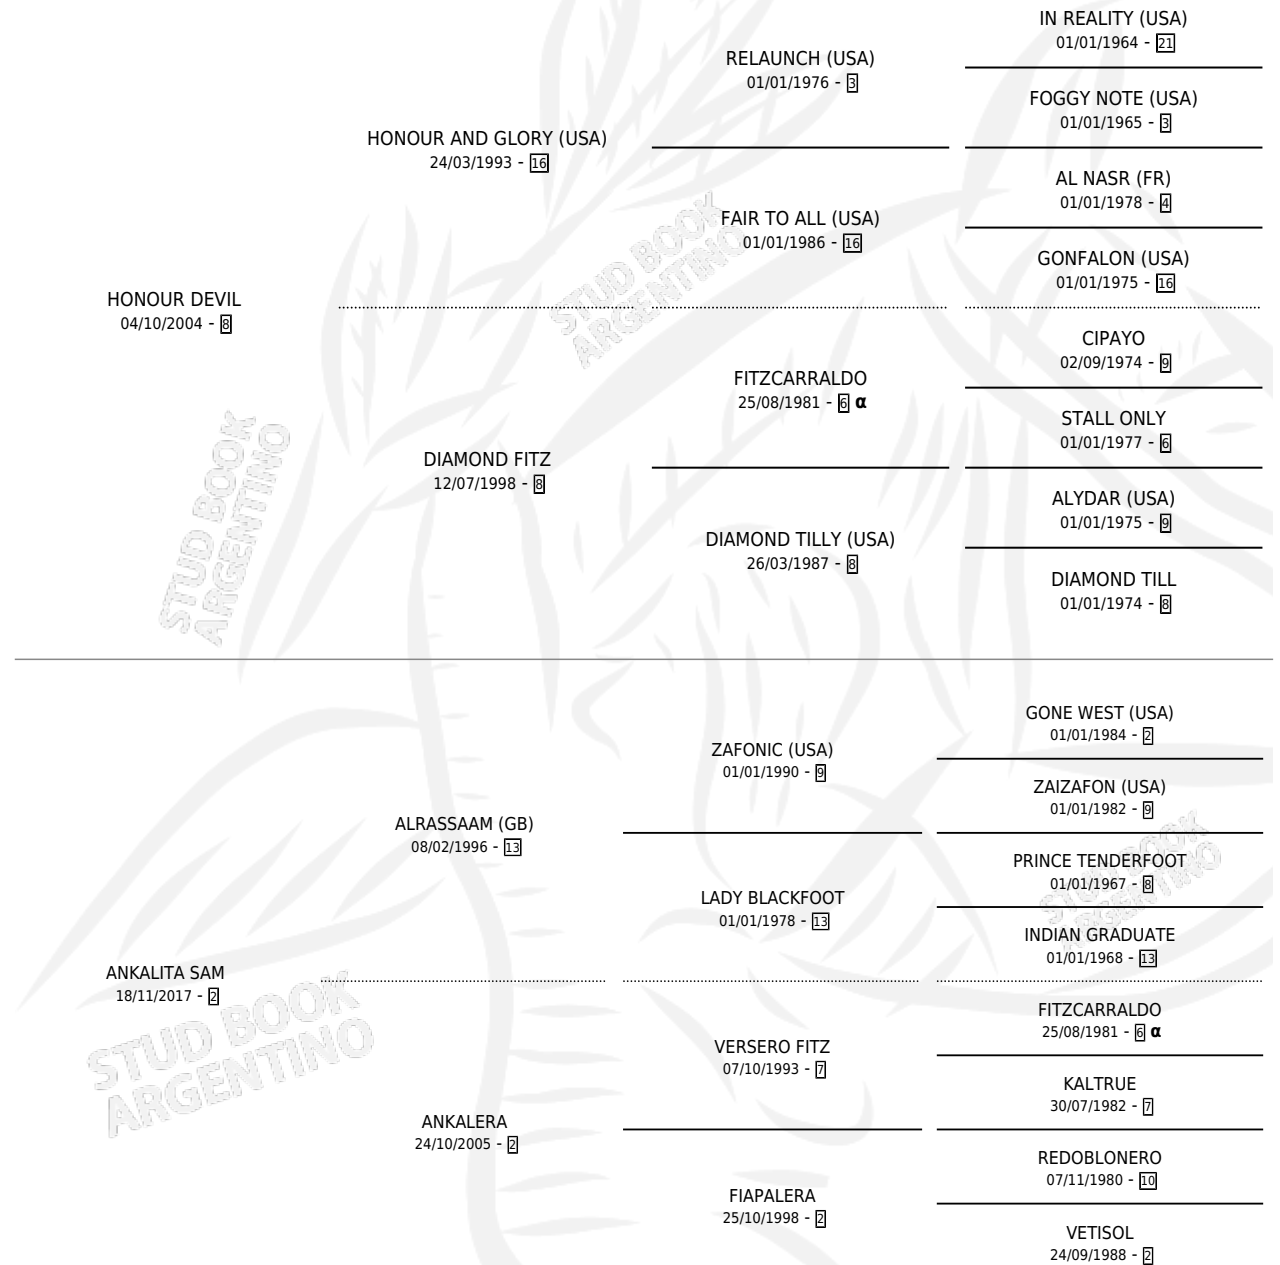 IN REALITY (USA)
01/01/1964 - 21
RELAUNCH (USA)
01/01/1976 - 3
FOGGY NOTE (USA)
01/01/1965 - 3
HONOUR AND GLORY (USA)
24/03/1993 - 16
AL NASR (FR)
01/01/1978 - 4
FAIR TO ALL (USA)
01/01/1986 - 16
GONFALON (USA)
01/01/1975 - 16
HONOUR DEVIL
04/10/2004 - 8
CIPAYO
02/09/1974 - 9
FITZCARRALDO
25/08/1981 - 6 α
STALL ONLY
01/01/1977 - 6
DIAMOND FITZ
12/07/1998 - 8
ALYDAR (USA)
01/01/1975 - 9
DIAMOND TILLY (USA)
26/03/1987 - 8
DIAMOND TILL
01/01/1974 - 8
STUD BOOK
ARGENTINO
STUD BOOK
ARGENTINO
GONE WEST (USA)
01/01/1984 - 2
ZAFONIC (USA)
01/01/1990 - 9
ZAIZAFON (USA)
01/01/1982 - 9
ALRASSAAM (GB)
08/02/1996 - 13
PRINCE TENDERFOOT
01/01/1967 - 8
LADY BLACKFOOT
01/01/1978 - 13
INDIAN GRADUATE
01/01/1968 - 13
ANKALITA SAM
18/11/2017 - 2
FITZCARRALDO
25/08/1981 - 6 α
VERSERO FITZ
07/10/1993 - 7
KALTRUE
30/07/1982 - 7
ANKALERA
24/10/2005 - 2
REDOBLONERO
07/11/1980 - 10
FIAPALERA
25/10/1998 - 2
VETISOL
24/09/1988 - 2
STUD BOOK
ARGENTINO
STUD BOOK
ARGENTINO